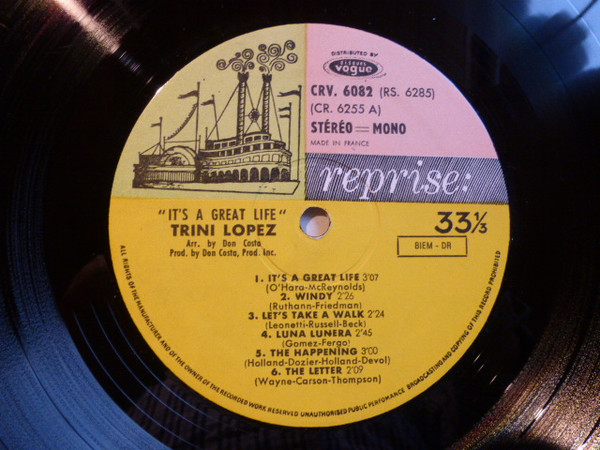 DISTRIBUTED BY
DISQUES
vogue
CRV. 6082 (RS. 6285)
(CR. 6255 A)
STÉRÉO=MONO
MADE IN FRANCE
reprise:
"IT'S A GREAT LIFE"
TRINI LOPEZ
Arr. by Don Costa
Prod. by Don Costa, Prod. Inc.
33⅓
BIEM - DR
1. IT'S A GREAT LIFE 3'07
(O'Hara-McReynolds)
2. WINDY 2'26
(Ruthann-Friedman)
3. LET'S TAKE A WALK 2'24
(Leonetti-Russell-Beck)
4. LUNA LUNERA 2'45
(Gomez-Fergo)
5. THE HAPPENING 3'00
(Holland-Dozier-Holland-Devol)
6. THE LETTER 2'09
(Wayne-Carson-Thompson)
ALL RIGHTS OF THE MANUFACTURER AND OF THE OWNER OF THE RECORDED WORK RESERVED UNAUTHORISED PUBLIC PERFOMANCE BROADCASTING AND COPYING OF THIS RECORD PROHIBITED